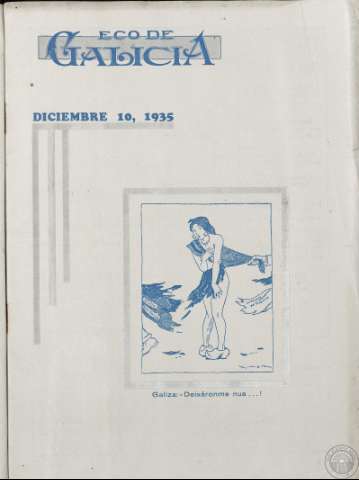 ECO DE
GALICIA
DICIEMBRE 10, 1935
Galiza:-Deixáronme nua...!